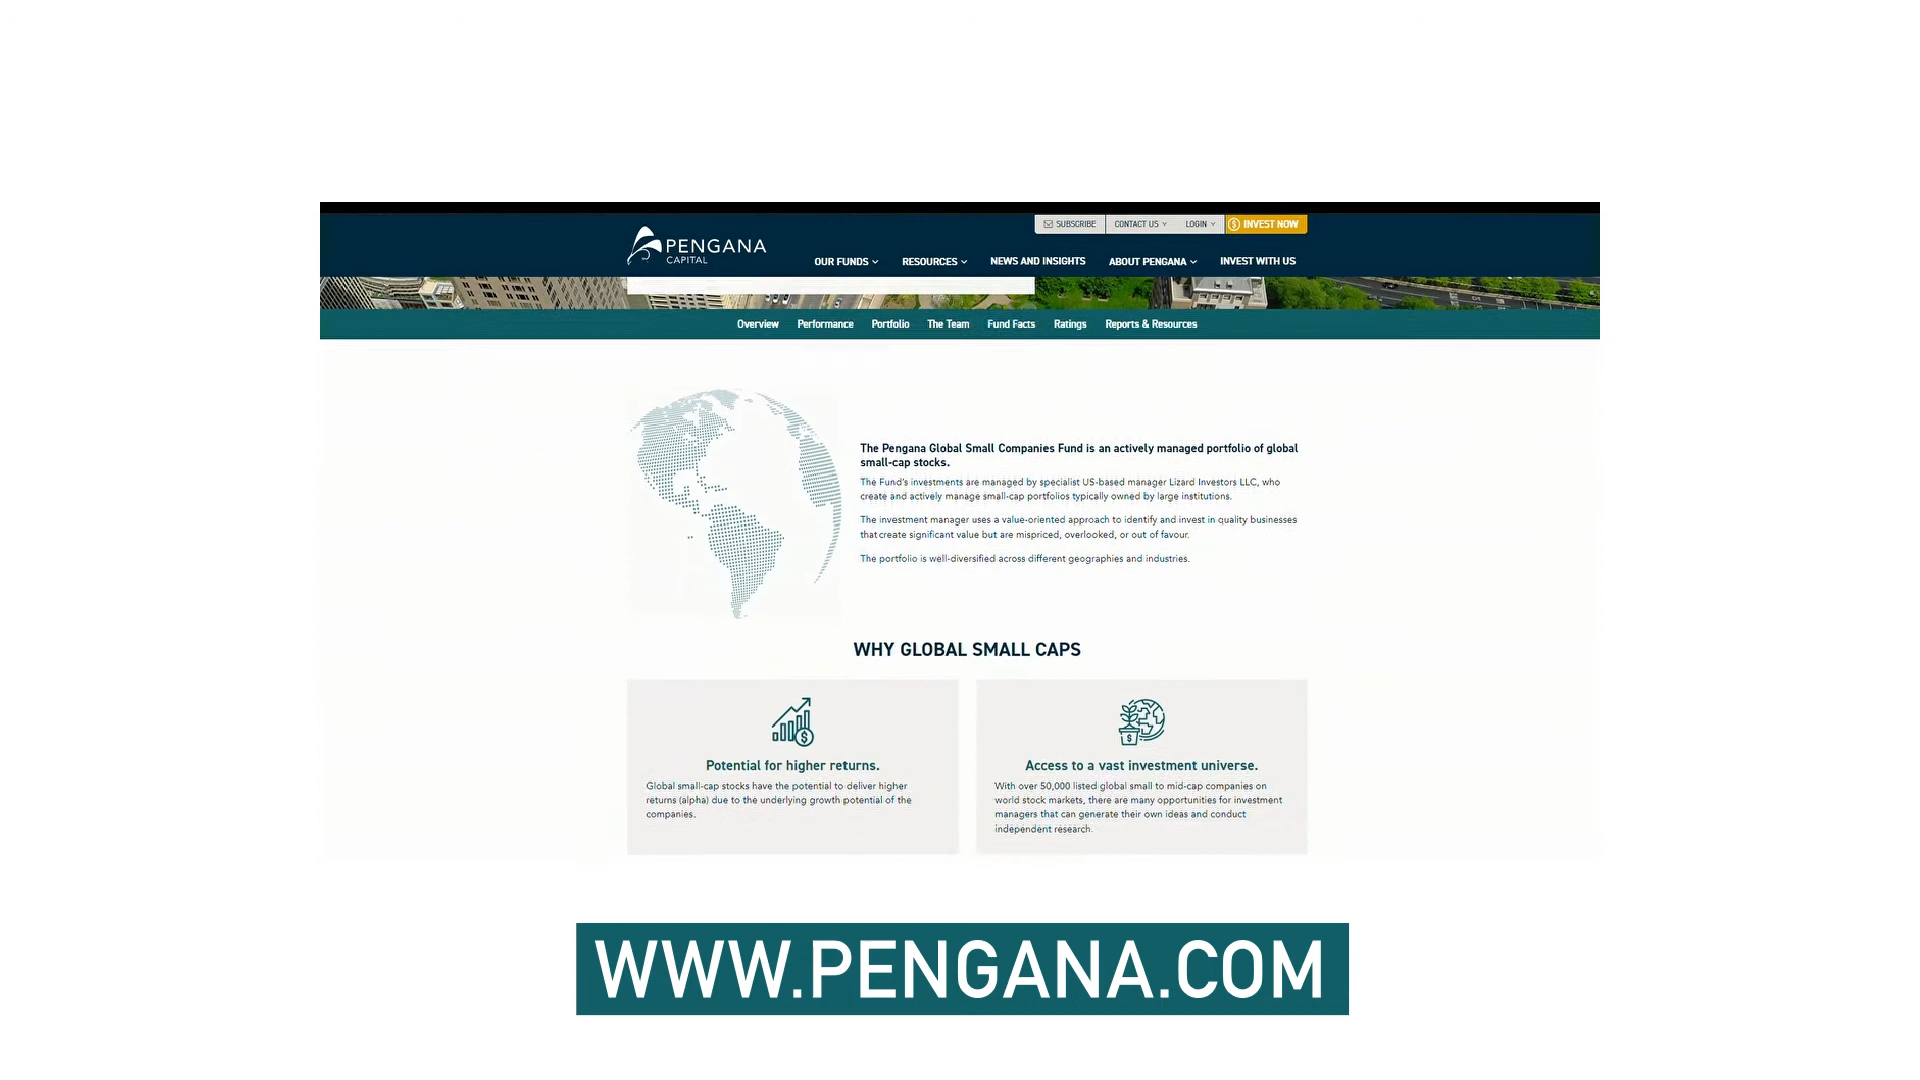 SUBSCRIBE CONTACT US LOGIN INVEST NOW
PENGANA
CAPITAL
OUR FUNDS RESOURCES NEWS AND INSIGHTS ABOUT PENGANA INVEST WITH US
Overview Performance Portfolio The Team Fund Facts Ratings Reports & Resources
The Pengana Global Small Companies Fund is an actively managed portfolio of global
small-cap stocks.
The Fund's investments are managed by specialist US-based manager Lizard Investors LLC, who
create and actively manage small-cap portfolios typically owned by large institutions.
The investment manager uses a value-oriented approach to identify and invest in quality businesses
that create significant value but are mispriced, overlooked, or out of favour.
The portfolio is well-diversified across different geographies and industries.
WHY GLOBAL SMALL CAPS
Potential for higher returns.
Global small-cap stocks have the potential to deliver higher
returns (alpha) due to the underlying growth potential of the
companies.
Access to a vast investment universe.
With over 50,000 listed global small to mid-cap companies on
world stock markets, there are many opportunities for investment
managers that can generate their own ideas and conduct
independent research.
WWW.PENGANA.COM